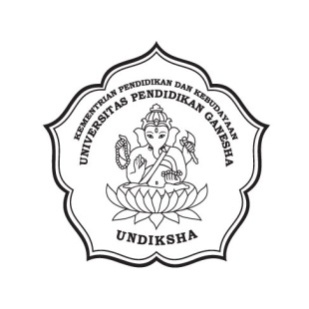 KEMENTRIAN PENDIDIKAN DAN KEBUDAYAAN
UNIVERSITAS PENDIDIKAN GANESHA
UNDIKSHA